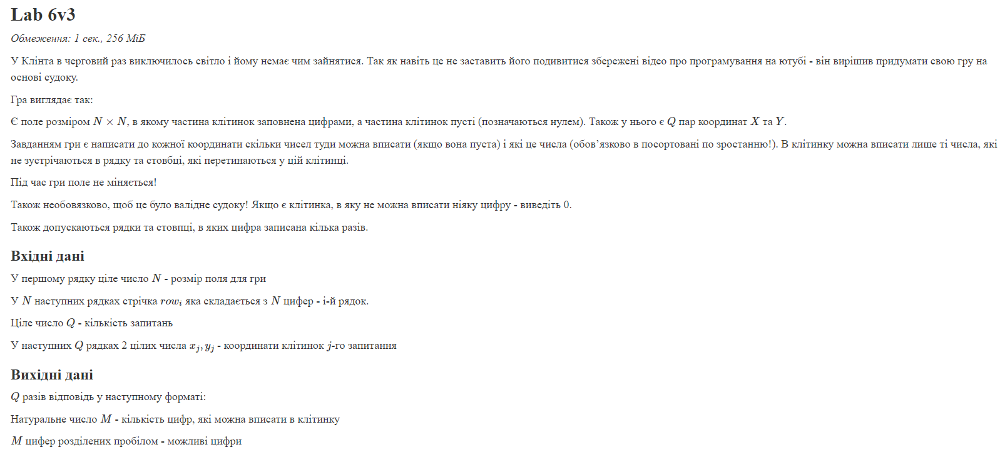 Lab 6v3
Обмеження: 1 сек., 256 МіБ
У Клінта в черговий раз виключилось світло і йому немає чим зайнятися. Так як навіть це не заставить його подивитися збережені відео про програмування на ютубі - він вирішив придумати свою гру на
основі судоку.
Гра виглядає так:
Є поле розміром N × N, в якому частина клітинок заповнена цифрами, а частина клітинок пусті (позначаються нулем). Також у нього є Q пар координат X та Y.
Завданням гри є написати до кожної координати скільки чисел туди можна вписати (якщо вона пуста) і які це числа (обов’язково в посортовані по зростанню!). В клітинку можна вписати лише ті числа, які
не зустрічаються в рядку та стовбці, які перетинаються у цій клітинці.
Під час гри поле не міняється!
Також необовязково, щоб це було валідне судоку! Якщо є клітинка, в яку не можна вписати ніяку цифру - виведіть 0.
Також допускаються рядки та стовпці, в яких цифра записана кілька разів.
Вхідні дані
У першому рядку ціле число N - розмір поля для гри
У N наступних рядках стрічка row_i яка складається з N цифер - і-й рядок.
Ціле число Q - кількість запитань
У наступних Q рядках 2 цілих числа x_j, y_j - координати клітинок j-го запитання
Вихідні дані
Q разів відповідь у наступному форматі:
Натуральне число M - кількість цифр, які можна вписати в клітинку
M цифер розділених пробілом - можливі цифри